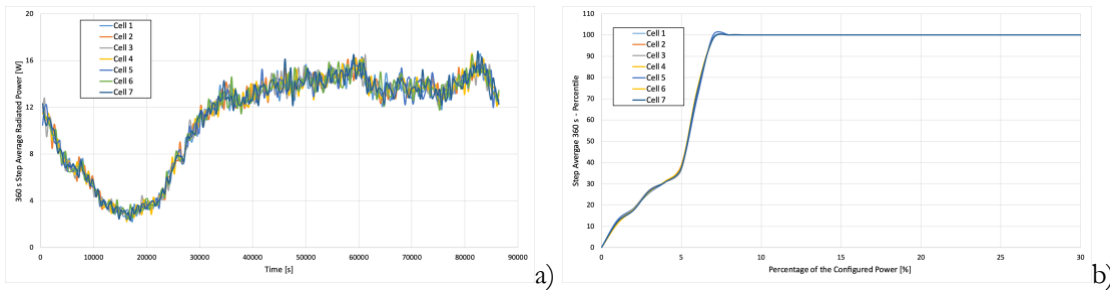 20
16
12
8
4
0
360 s Step Average Radiated Power [W]
Cell 1
Cell 2
Cell 3
Cell 4
Cell 5
Cell 6
Cell 7
0 10000 20000 30000 40000 50000 60000 70000 80000 90000
Time [s]
a)
110
100
90
80
70
60
50
40
30
20
10
0
Step Avergae 360 s - Percentile
Cell 1
Cell 2
Cell 3
Cell 4
Cell 5
Cell 6
Cell 7
0 5 10 15 20 25 30
Percentage of the Configured Power [%]
b)